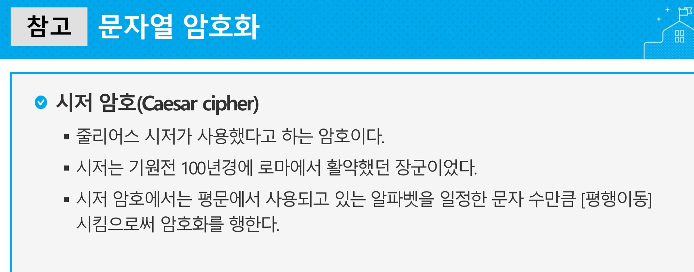 참고 문자열 암호화
시저 암호(Caesar cipher)
▪ 줄리어스 시저가 사용했다고 하는 암호이다.
▪ 시저는 기원전 100년경에 로마에서 활약했던 장군이었다.
▪ 시저 암호에서는 평문에서 사용되고 있는 알파벳을 일정한 문자 수만큼 [평행이동]
시킴으로써 암호화를 행한다.